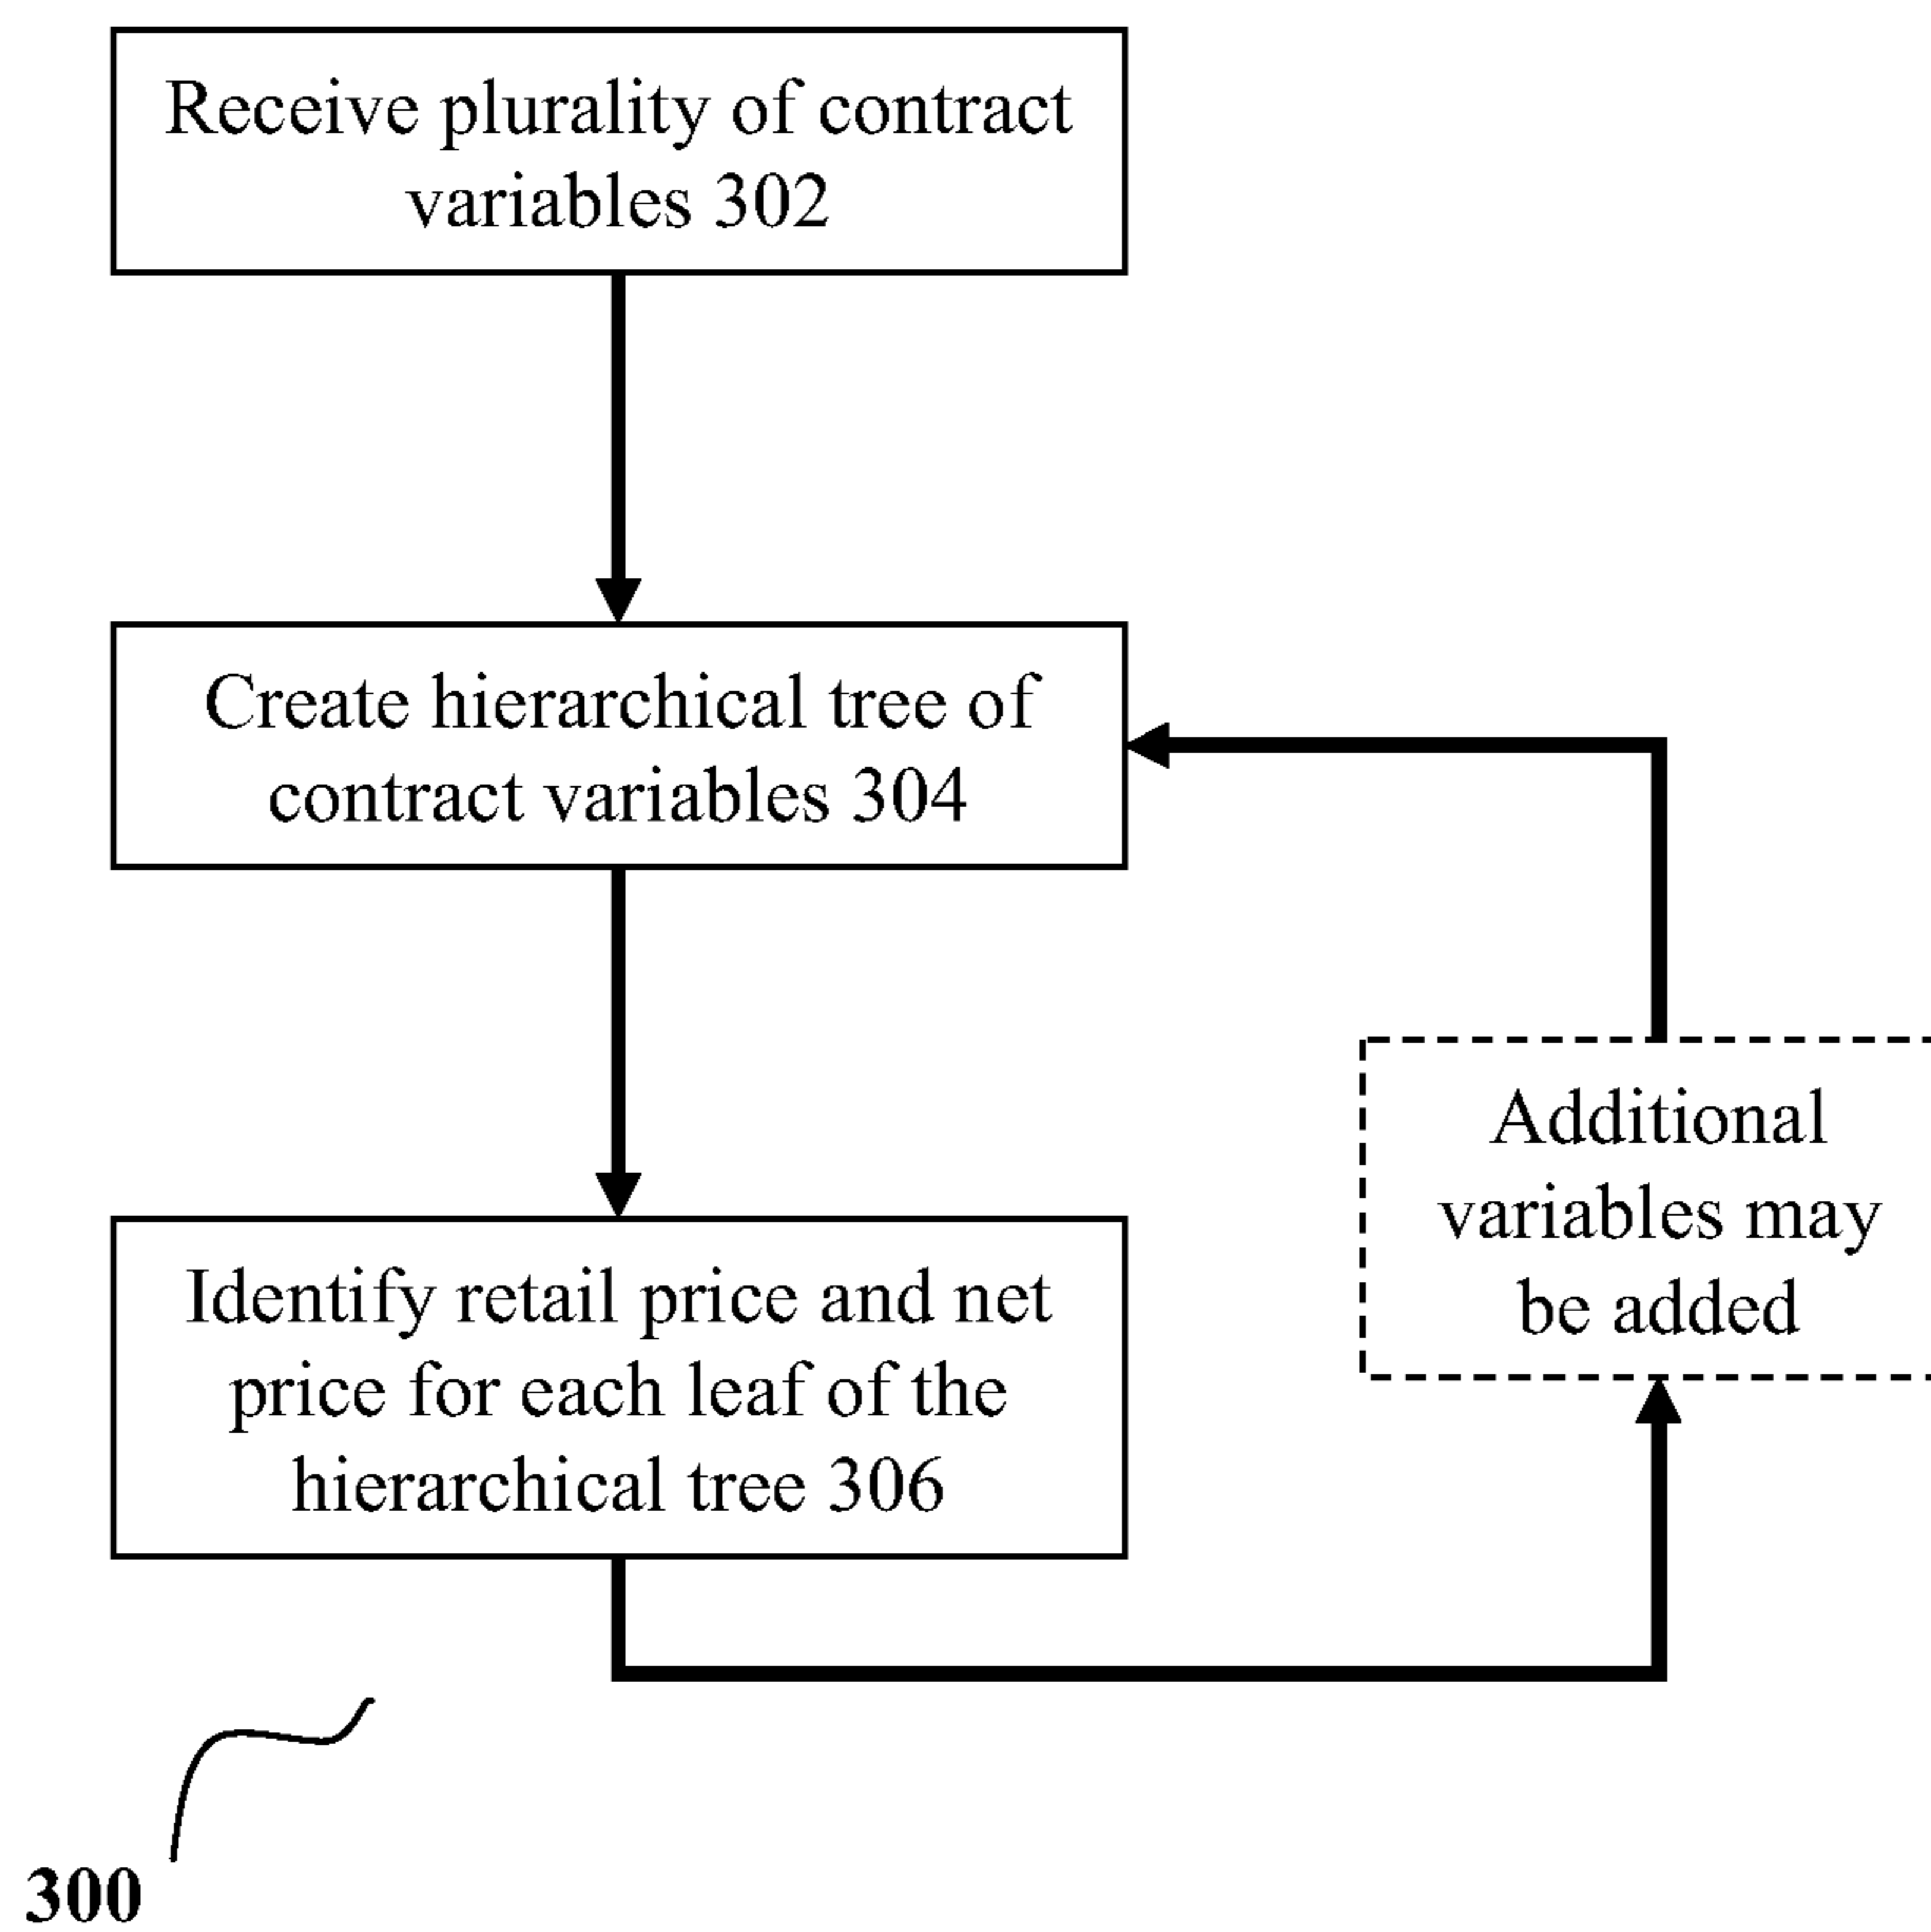 Receive plurality of contract
variables 302
Create hierarchical tree of
contract variables 304
Additional
variables may
be added
Identify retail price and net
price for each leaf of the
hierarchical tree 306
300